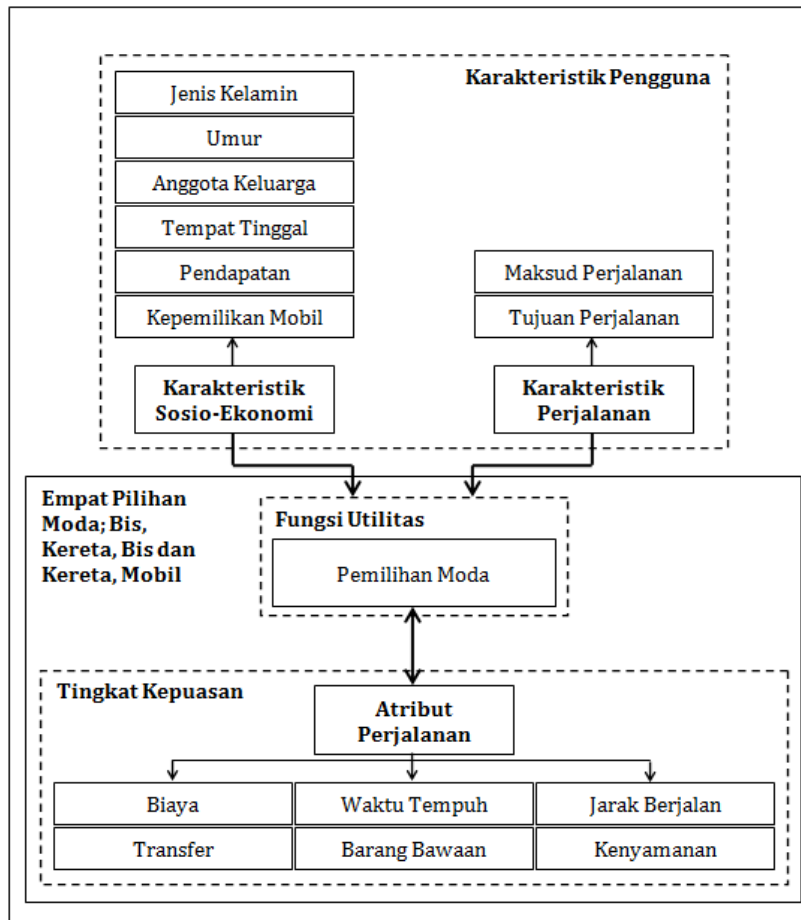 Karakteristik Pengguna
Jenis Kelamin
Umur
Anggota Keluarga
Tempat Tinggal
Pendapatan
Kepemilikan Mobil
Maksud Perjalanan
Tujuan Perjalanan
Karakteristik
Sosio-Ekonomi
Karakteristik
Perjalanan
Empat Pilihan
Moda; Bis,
Kereta, Bis dan
Kereta, Mobil
Fungsi Utilitas
Pemilihan Moda
Tingkat Kepuasan
Atribut
Perjalanan
Biaya
Waktu Tempuh
Jarak Berjalan
Transfer
Barang Bawaan
Kenyamanan